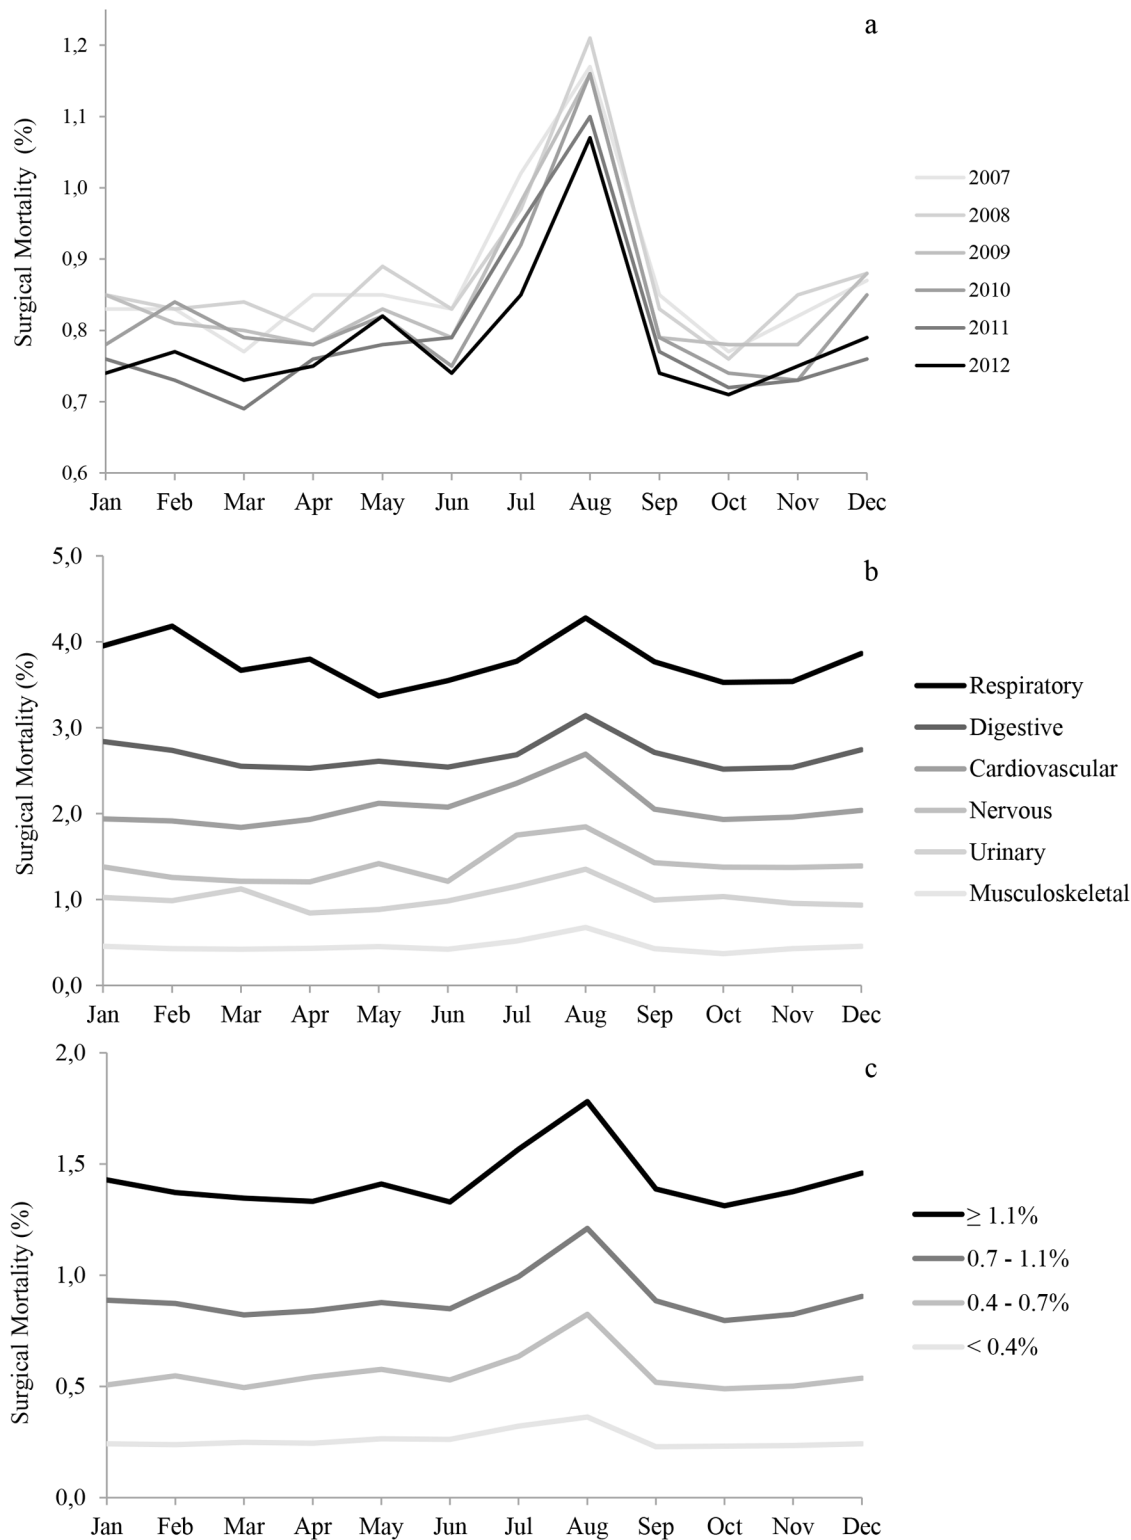 a
1,2
1,1
1,0
0,9
0,8
0,7
0,6
Surgical Mortality (%)
Jan Feb Mar Apr May Jun Jul Aug Sep Oct Nov Dec
2007
2008
2009
2010
2011
2012
b
5,0
4,0
3,0
2,0
1,0
0,0
Surgical Mortality (%)
Jan Feb Mar Apr May Jun Jul Aug Sep Oct Nov Dec
Respiratory
Digestive
Cardiovascular
Nervous
Urinary
Musculoskeletal
c
2,0
1,5
1,0
0,5
0,0
Surgical Mortality (%)
Jan Feb Mar Apr May Jun Jul Aug Sep Oct Nov Dec
≥ 1.1%
0.7 - 1.1%
0.4 - 0.7%
< 0.4%